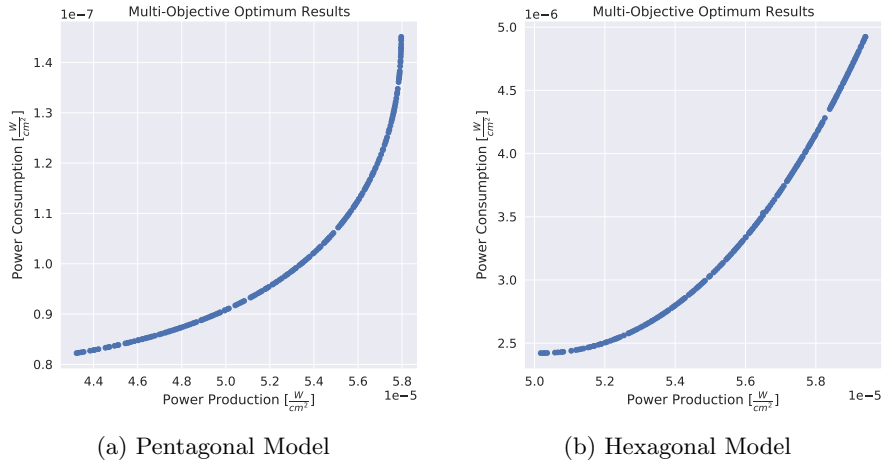 Multi-Objective Optimum Results
1e−7
1.4
1.3
1.2
1.1
1.0
0.9
0.8
Power Consumption [W/cm²]
4.4 4.6 4.8 5.0 5.2 5.4 5.6 5.8
1e−5
Power Production [W/cm²]
(a) Pentagonal Model
Multi-Objective Optimum Results
1e−6
5.0
4.5
4.0
3.5
3.0
2.5
Power Consumption [W/cm²]
5.0 5.2 5.4 5.6 5.8
1e−5
Power Production [W/cm²]
(b) Hexagonal Model